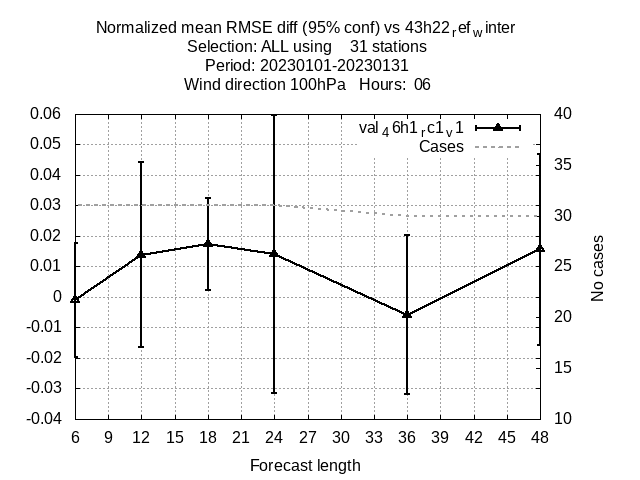 Normalized mean RMSE diff (95% conf) vs 43h22refwinter
Selection: ALL using 31 stations
Period: 20230101-20230131
Wind direction 100hPa Hours: 06
0.06
0.05
0.04
0.03
0.02
0.01
0
-0.01
-0.02
-0.03
-0.04
val46h1rc1v1
Cases
40
35
30
25
20
15
10
No cases
6 9 12 15 18 21 24 27 30 33 36 39 42 45 48
Forecast length